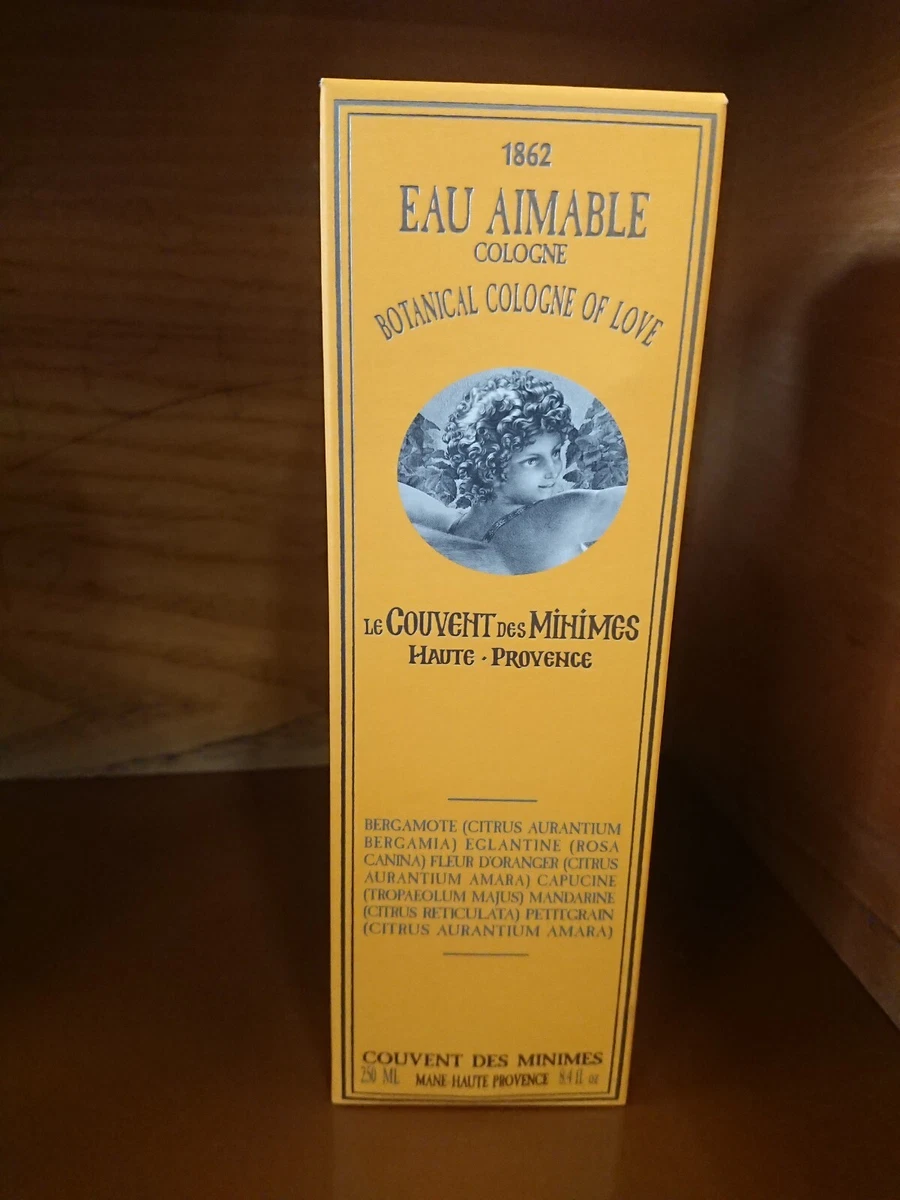 1862
EAU AIMABLE
COLOGNE
BOTANICAL COLOGNE OF LOVE
LE COUVENT DES MINIMES
HAUTE · PROVENCE
BERGAMOTE (CITRUS AURANTIUM
BERGAMIA) EGLANTINE (ROSA
CANINA) FLEUR D'ORANGER (CITRUS
AURANTIUM AMARA) CAPUCINE
(TROPAEOLUM MAJUS) MANDARINE
(CITRUS RETICULATA) PETITGRAIN
(CITRUS AURANTIUM AMARA)
COUVENT DES MINIMES
250 ML MANE HAUTE PROVENCE 8.4 fl. oz